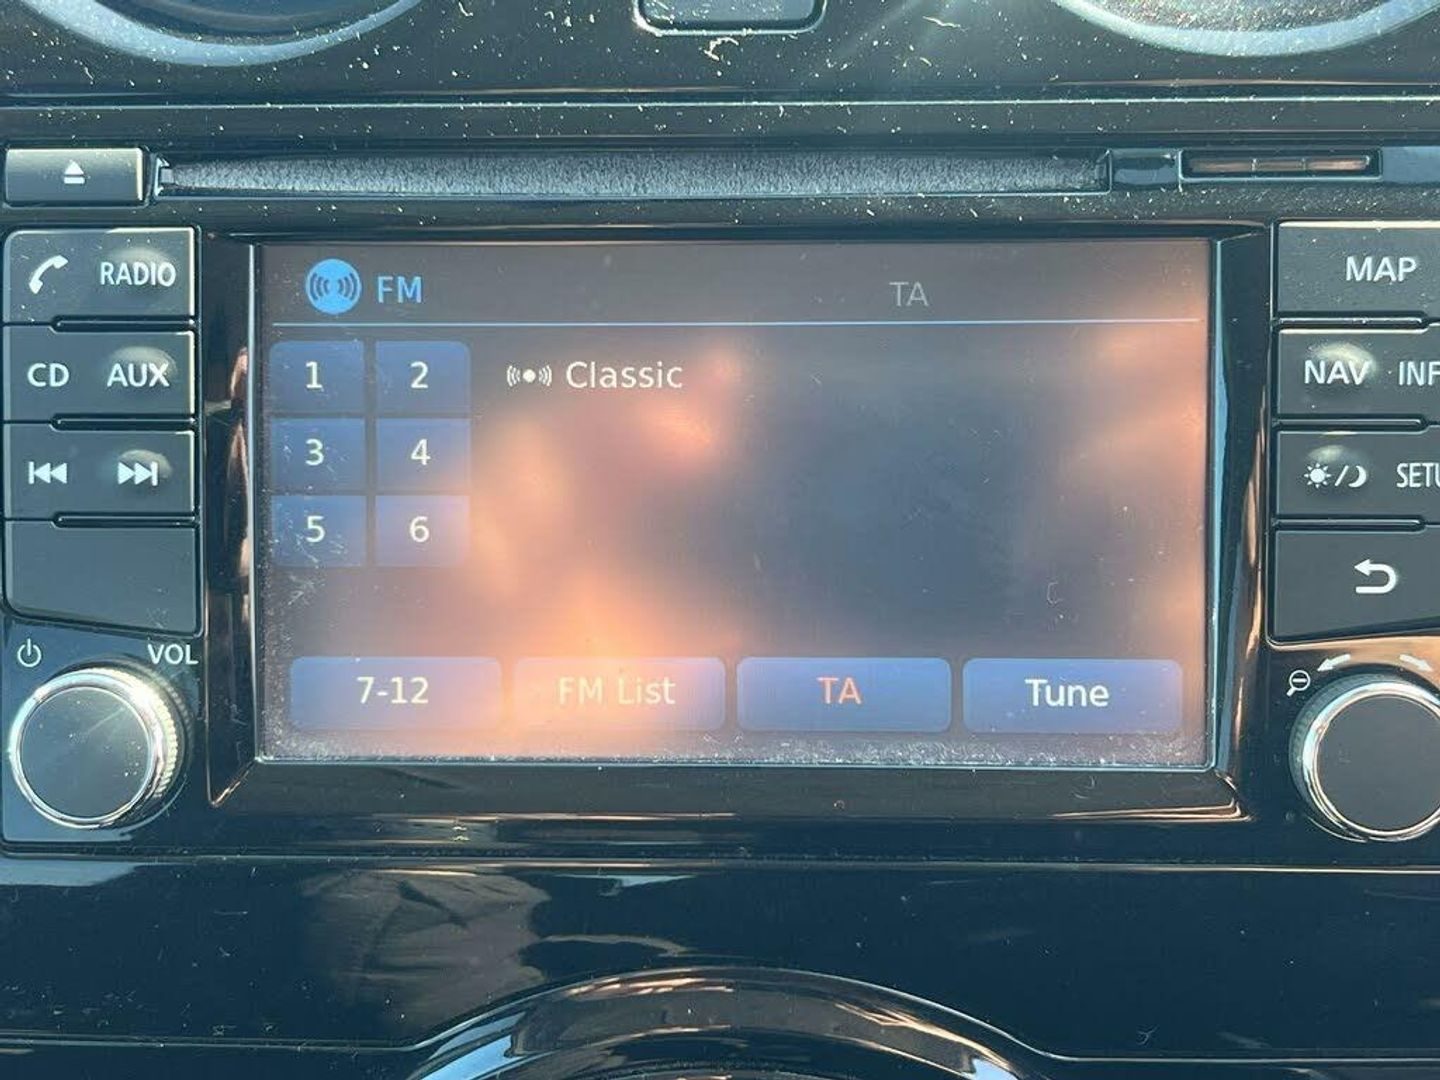 RADIO
CD AUX
VOL
FM TA
1 2 Classic
3 4
5 6
7-12 FM List TA Tune
MAP
NAV INF
SETU